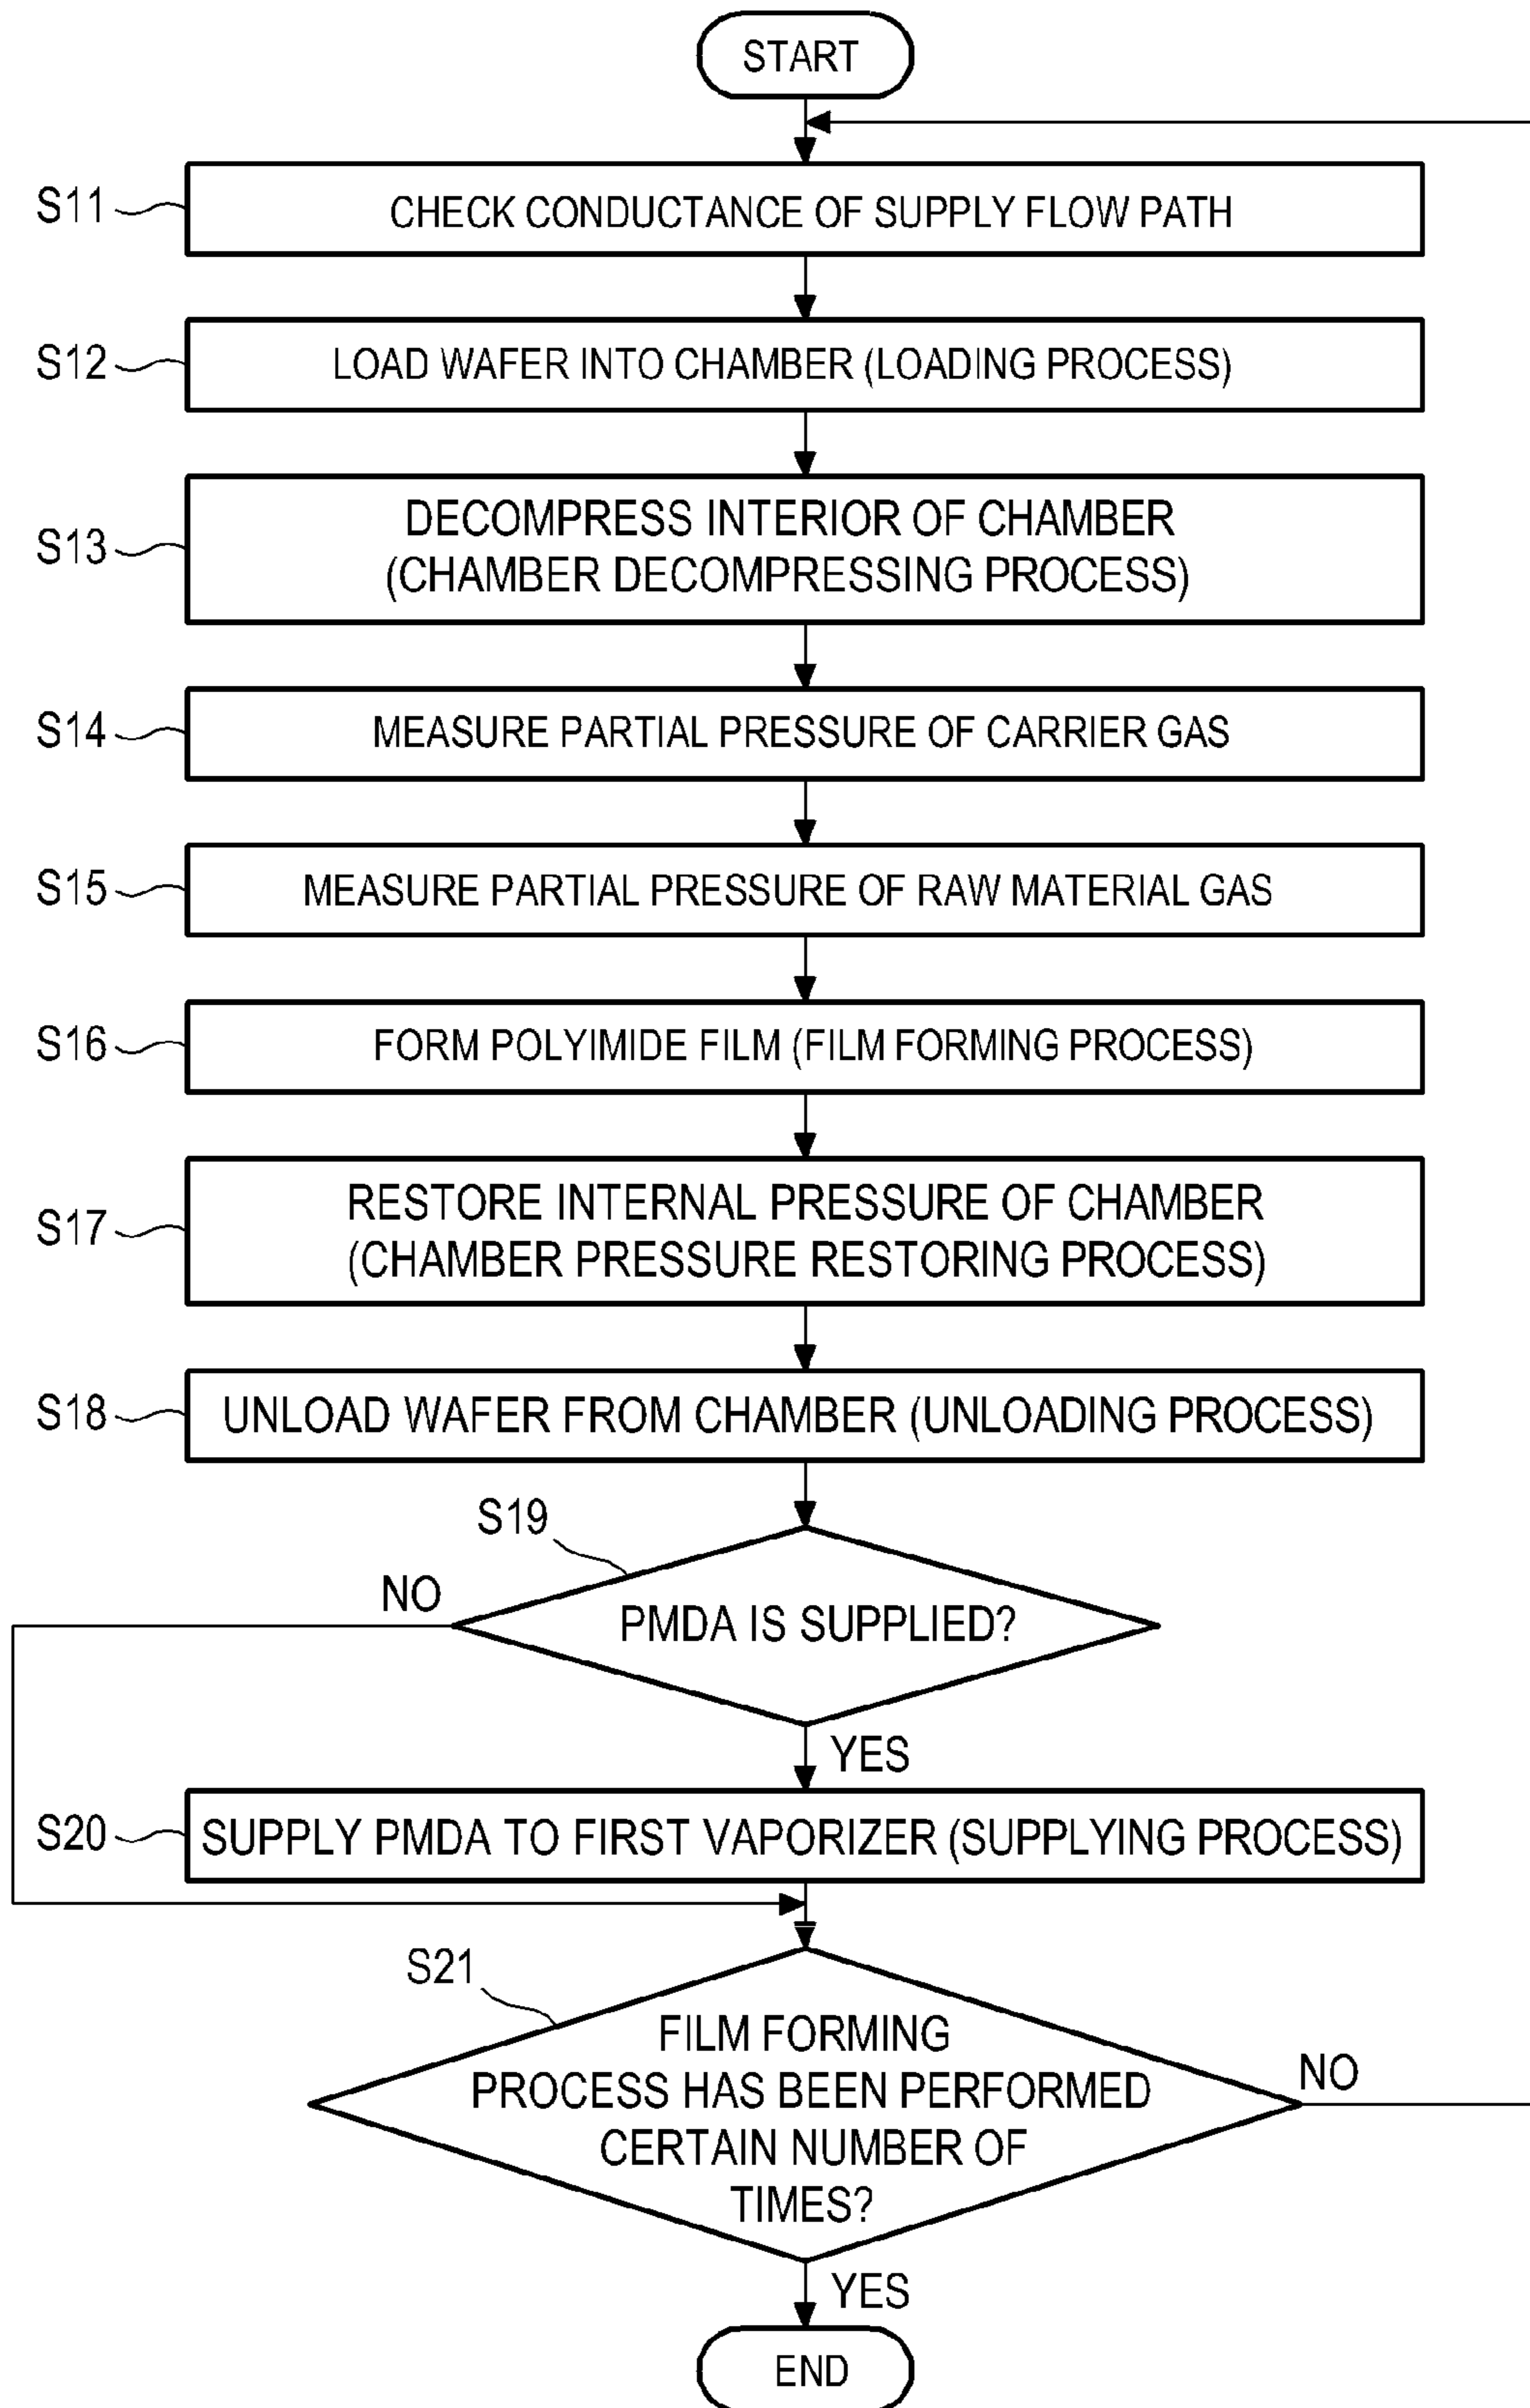 START
S11
CHECK CONDUCTANCE OF SUPPLY FLOW PATH
S12
LOAD WAFER INTO CHAMBER (LOADING PROCESS)
S13
DECOMPRESS INTERIOR OF CHAMBER
(CHAMBER DECOMPRESSING PROCESS)
S14
MEASURE PARTIAL PRESSURE OF CARRIER GAS
S15
MEASURE PARTIAL PRESSURE OF RAW MATERIAL GAS
S16
FORM POLYIMIDE FILM (FILM FORMING PROCESS)
S17
RESTORE INTERNAL PRESSURE OF CHAMBER
(CHAMBER PRESSURE RESTORING PROCESS)
S18
UNLOAD WAFER FROM CHAMBER (UNLOADING PROCESS)
S19
NO
PMDA IS SUPPLIED?
YES
S20
SUPPLY PMDA TO FIRST VAPORIZER (SUPPLYING PROCESS)
S21
FILM FORMING
PROCESS HAS BEEN PERFORMED
CERTAIN NUMBER OF
TIMES?
NO
YES
END